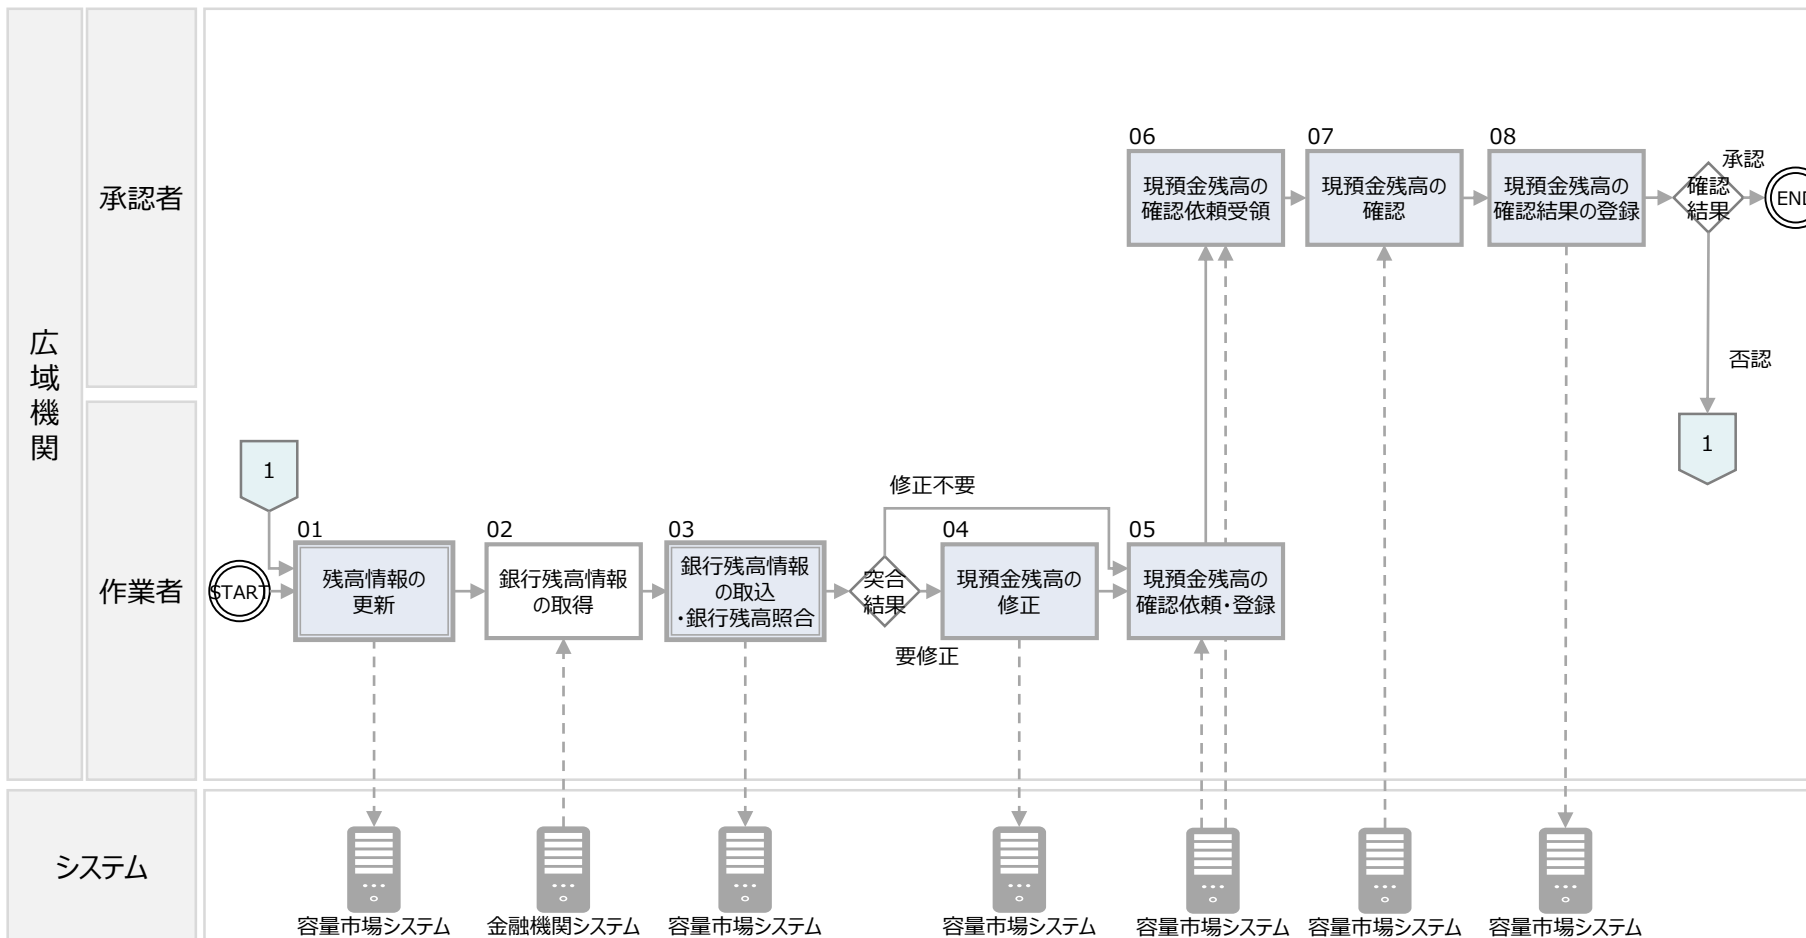 広
域
機
関
承認者
作業者
システム
06
現預金残高の
確認依頼受領
07
現預金残高の
確認
08
現預金残高の
確認結果の登録
確認
結果
承認
END
否認
1
1
START
01
残高情報の
更新
02
銀行残高情報
の取得
03
銀行残高情報
の取込
・銀行残高照合
突合
結果
修正不要
要修正
04
現預金残高の
修正
05
現預金残高の
確認依頼・登録
容量市場システム
金融機関システム
容量市場システム
容量市場システム
容量市場システム
容量市場システム
容量市場システム